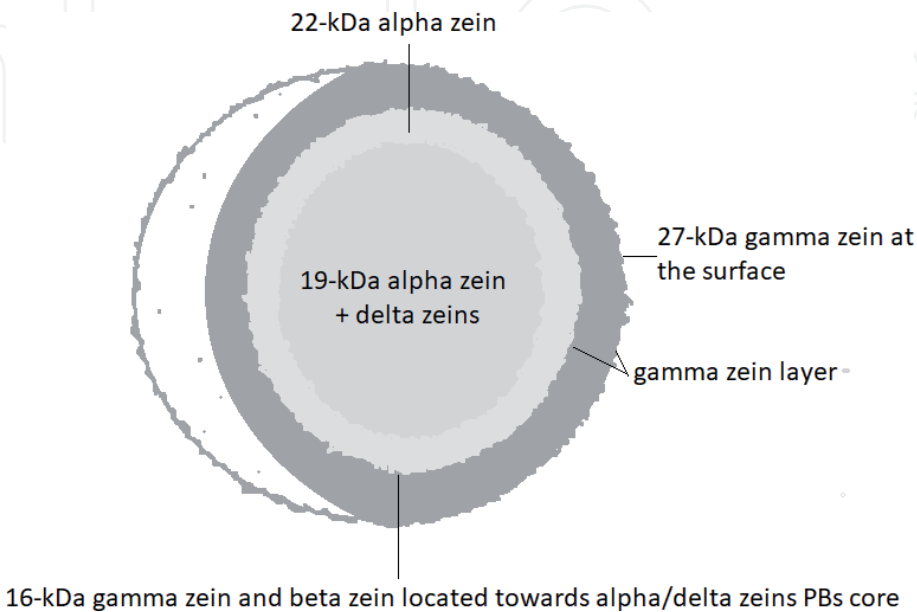 22-kDa alpha zein
27-kDa gamma zein at
the surface
19-kDa alpha zein
+ delta zeins
gamma zein layer
16-kDa gamma zein and beta zein located towards alpha/delta zeins PBs core